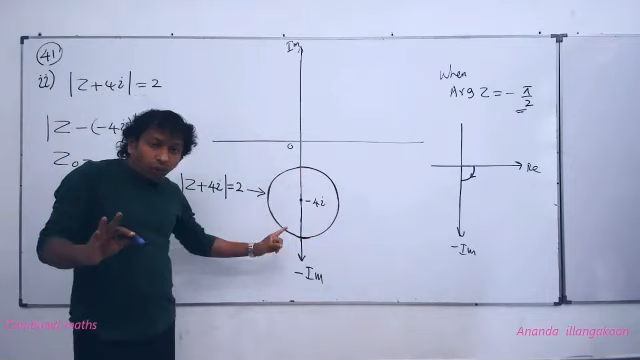 41
ii) |Z+4i| = 2
|Z-(-4i
Z₀=
Im
0
|Z+4i|=2
-4i
-Im
When
Arg Z = - π/2
Re
-Im
Combined maths
Ananda illangakoon